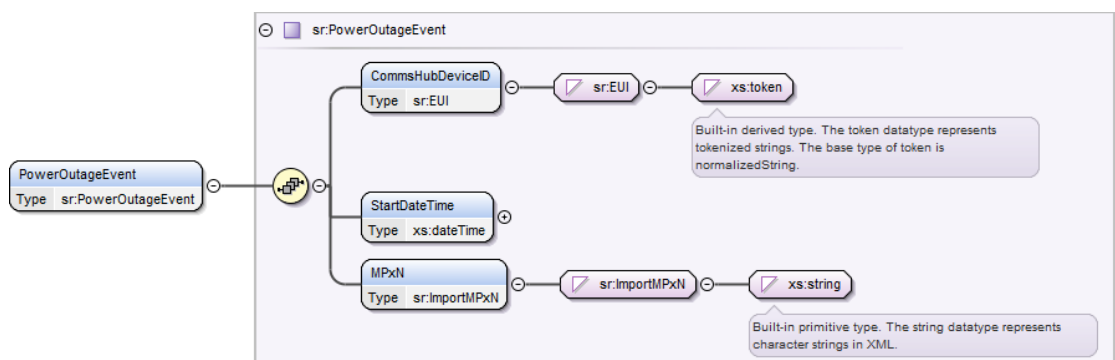 sr:PowerOutageEvent
CommsHubDeviceID
Type sr:EUI
sr:EUI
xs:token
Built-in derived type. The token datatype represents
tokenized strings. The base type of token is
normalizedString.
PowerOutageEvent
Type sr:PowerOutageEvent
StartDateTime
Type xs:dateTime
MPxN
Type sr:ImportMPxN
sr:ImportMPxN
xs:string
Built-in primitive type. The string datatype represents
character strings in XML.